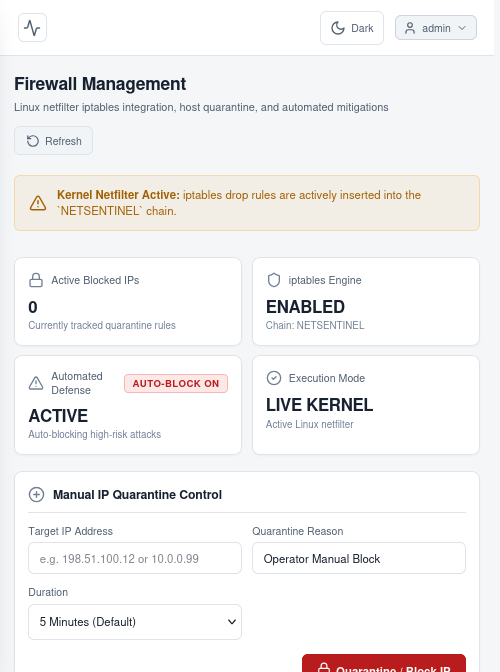 Dark
admin
Firewall Management
Linux netfilter iptables integration, host quarantine, and automated mitigations
Refresh
Kernel Netfilter Active: iptables drop rules are actively inserted into the
`NETSENTINEL` chain.
Active Blocked IPs
0
Currently tracked quarantine rules
iptables Engine
ENABLED
Chain: NETSENTINEL
Automated
Defense
AUTO-BLOCK ON
ACTIVE
Auto-blocking high-risk attacks
Execution Mode
LIVE KERNEL
Active Linux netfilter
Manual IP Quarantine Control
Target IP Address
e.g. 198.51.100.12 or 10.0.0.99
Quarantine Reason
Operator Manual Block
Duration
5 Minutes (Default)
Quarantine / Block IP